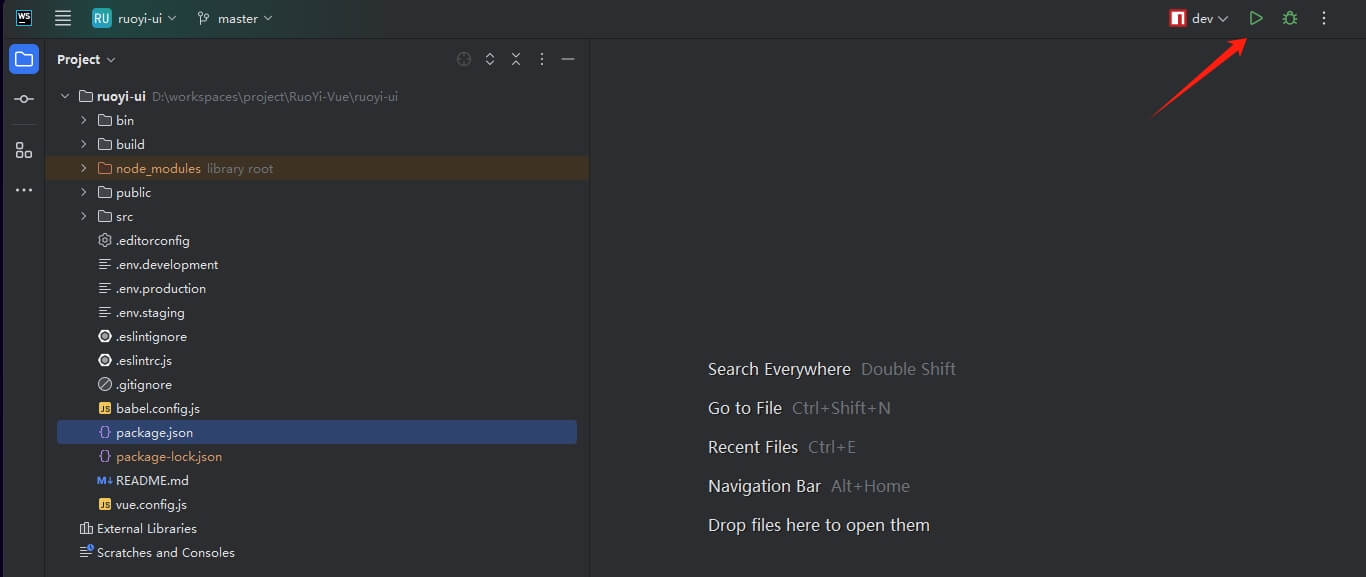 WS RU ruoyi-ui master dev
Project
ruoyi-ui D:\workspaces\project\RuoYi-Vue\ruoyi-ui
bin
build
node_modules library root
public
src
.editorconfig
.env.development
.env.production
.env.staging
.eslintignore
.eslintrc.js
.gitignore
JS babel.config.js
{} package.json
{} package-lock.json
M↓ README.md
JS vue.config.js
External Libraries
Scratches and Consoles
Search Everywhere Double Shift
Go to File Ctrl+Shift+N
Recent Files Ctrl+E
Navigation Bar Alt+Home
Drop files here to open them